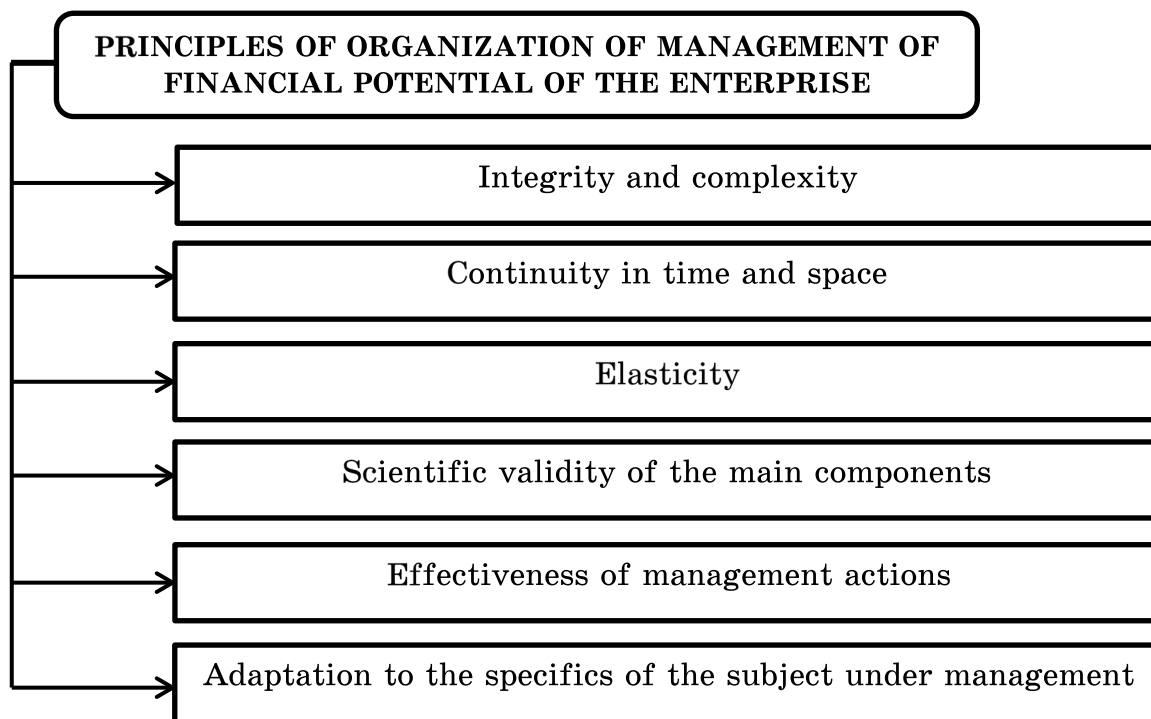 PRINCIPLES OF ORGANIZATION OF MANAGEMENT OF
FINANCIAL POTENTIAL OF THE ENTERPRISE
Integrity and complexity
Continuity in time and space
Elasticity
Scientific validity of the main components
Effectiveness of management actions
Adaptation to the specifics of the subject under management